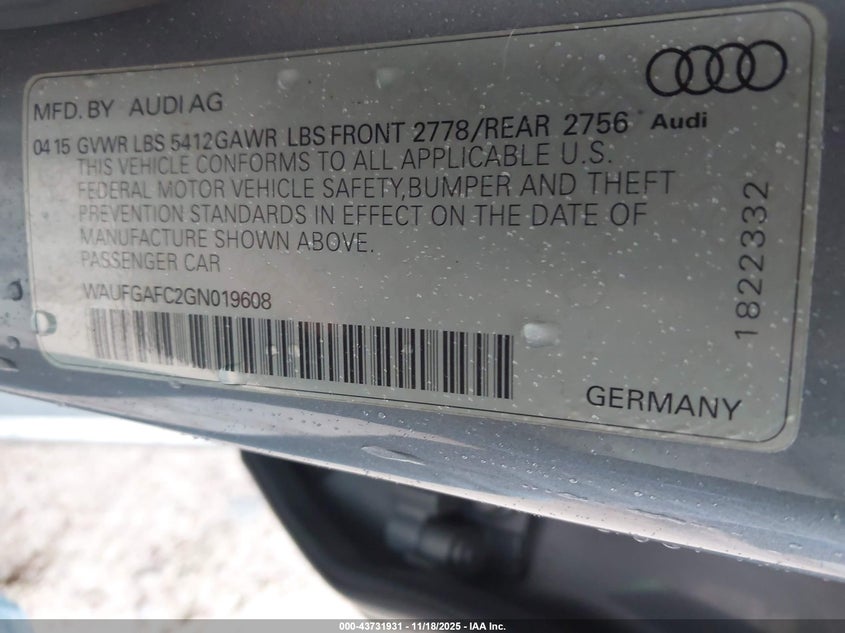 MFD. BY AUDI AG
04 15 GVWR LBS 5412 GAWR LBS FRONT 2778/REAR 2756
Audi
THIS VEHICLE CONFORMS TO ALL APPLICABLE U.S.
FEDERAL MOTOR VEHICLE SAFETY, BUMPER AND THEFT
PREVENTION STANDARDS IN EFFECT ON THE DATE OF
MANUFACTURE SHOWN ABOVE.
PASSENGER CAR
WAUFGAFC2GN019608
1822332
GERMANY
000-43731931 - 11/18/2025 - IAA Inc.